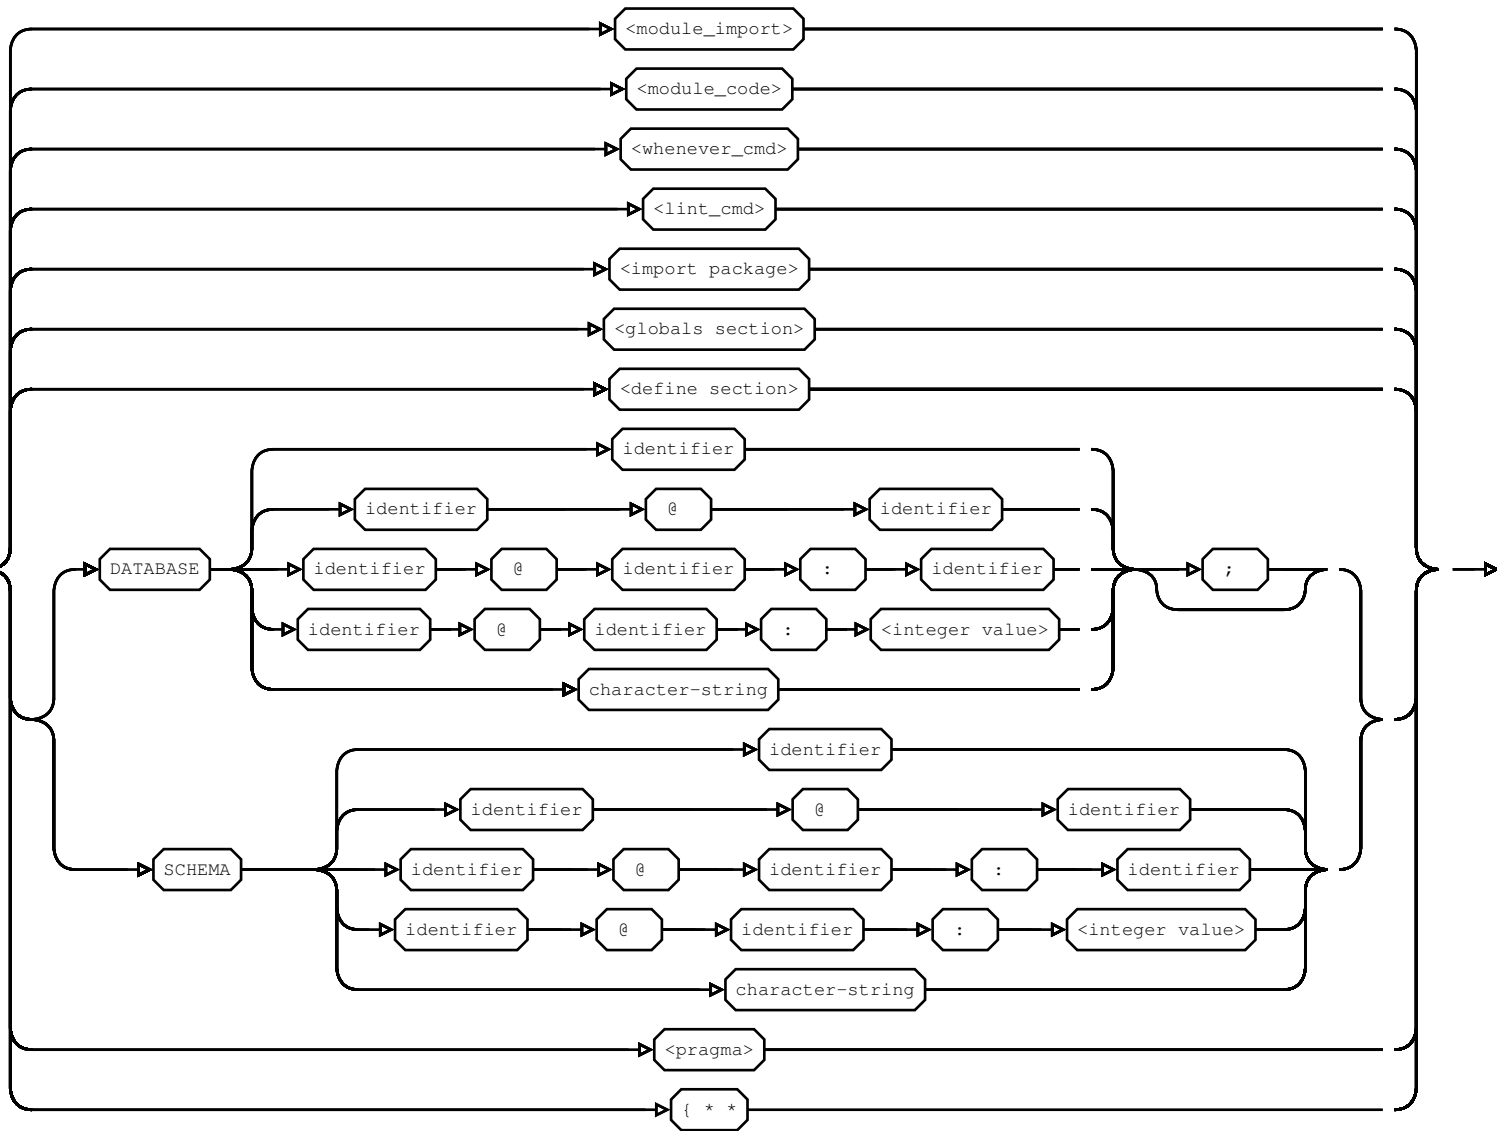 <module_import>
<module_code>
<whenever_cmd>
<lint_cmd>
<import package>
<globals section>
<define section>
identifier
identifier @ identifier
DATABASE identifier @ identifier : identifier ;
identifier @ identifier : <integer value>
character-string
identifier
identifier @ identifier
SCHEMA identifier @ identifier : identifier
identifier @ identifier : <integer value>
character-string
<pragma>
{ * *